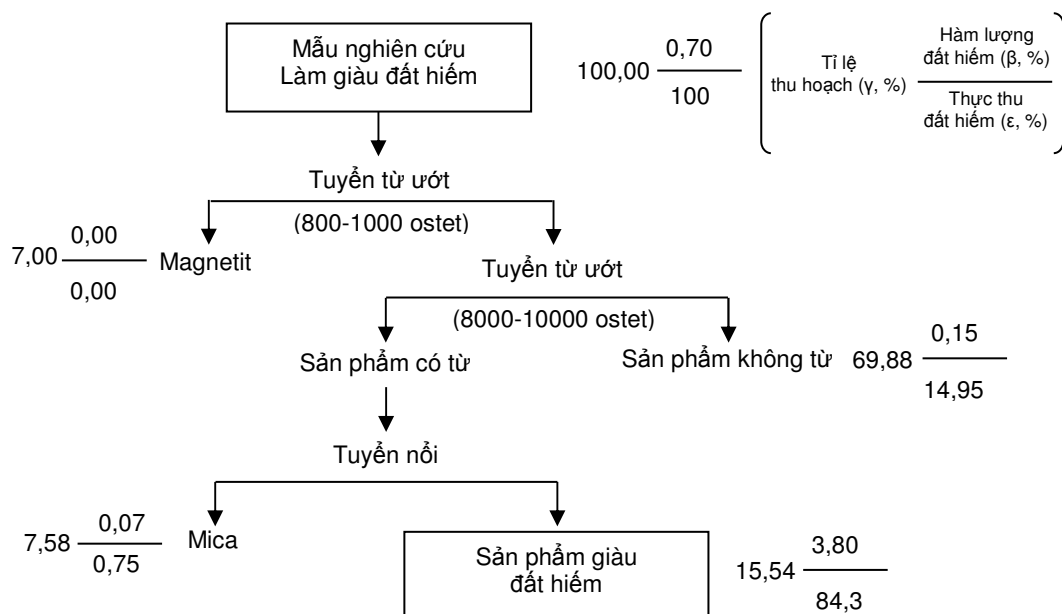 Mẫu nghiên cứu
Làm giàu đất hiếm
100,00
0,70
100
Tỉ lệ
thu hoạch (γ, %)
Hàm lượng
đất hiếm (β, %)
Thực thu
đất hiếm (ε, %)
Tuyển từ ướt
(800-1000 ostet)
7,00
0,00
0,00
Magnetit
Tuyển từ ướt
(8000-10000 ostet)
Sản phẩm có từ
Sản phẩm không từ
69,88
0,15
14,95
Tuyển nổi
7,58
0,07
0,75
Mica
Sản phẩm giàu
đất hiếm
15,54
3,80
84,3